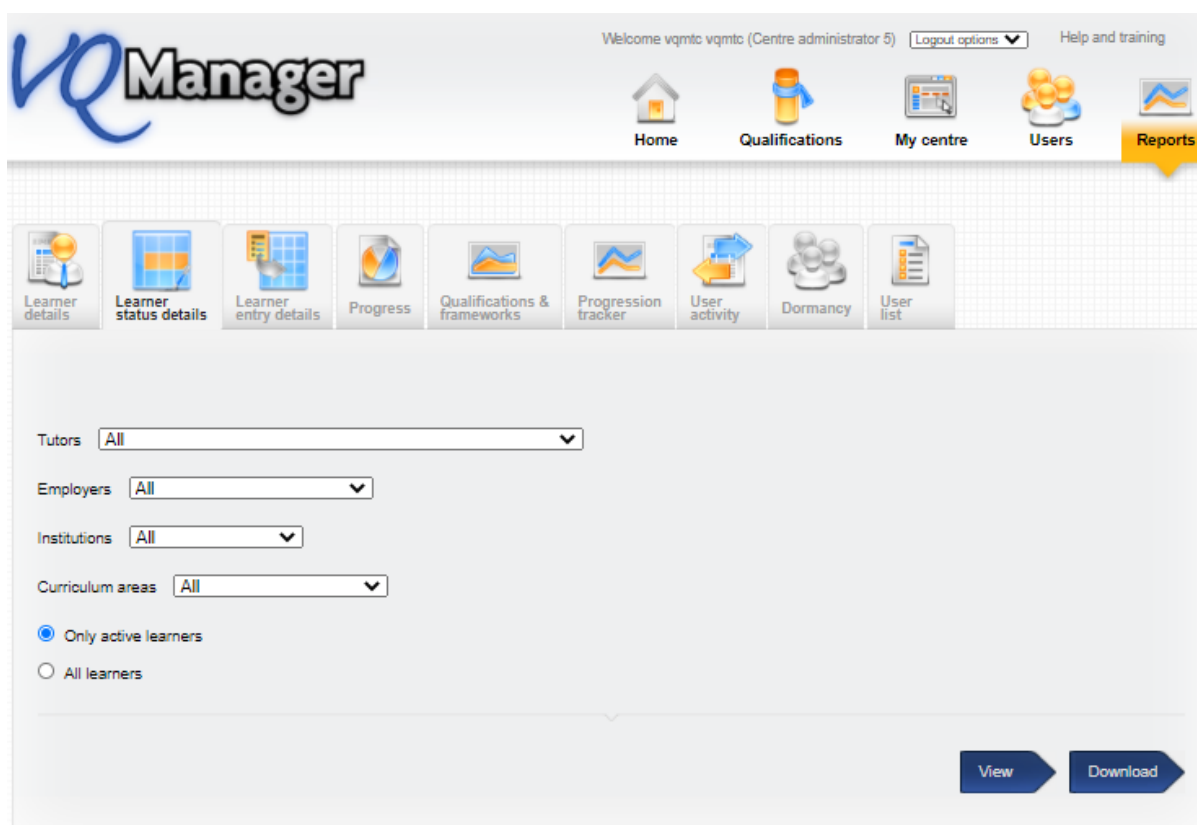 VQManager
Welcome vqmtc vqmtc (Centre administrator 5) Logout options Help and training
Home Qualifications My centre Users Reports
Learner details
Learner status details
Learner entry details
Progress
Qualifications & frameworks
Progression tracker
User activity
Dormancy
User list
Tutors All
Employers All
Institutions All
Curriculum areas All
Only active learners
All learners
View Download